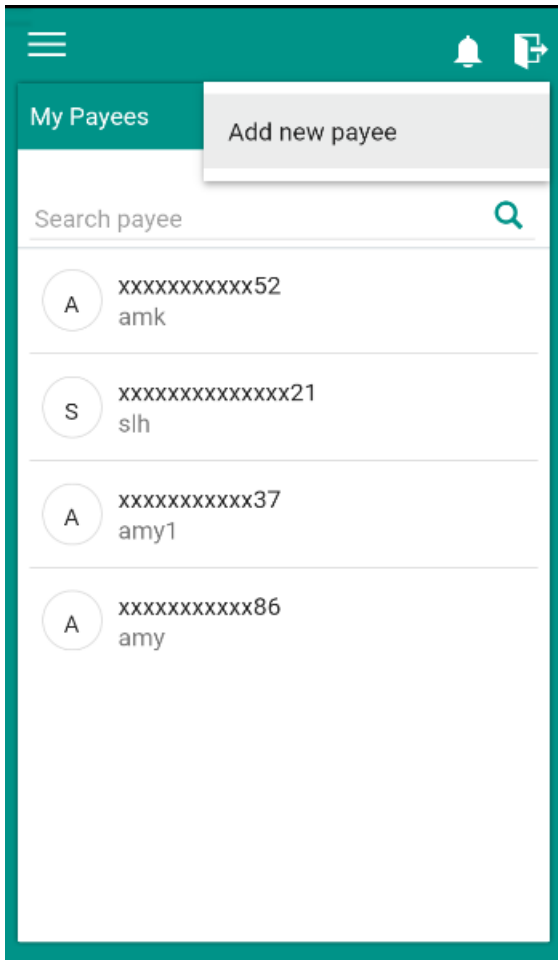 My Payees
Add new payee
Search payee
A
xxxxxxxxxxx52
amk
S
xxxxxxxxxxxxxx21
slh
A
xxxxxxxxxxx37
amy1
A
xxxxxxxxxxx86
amy